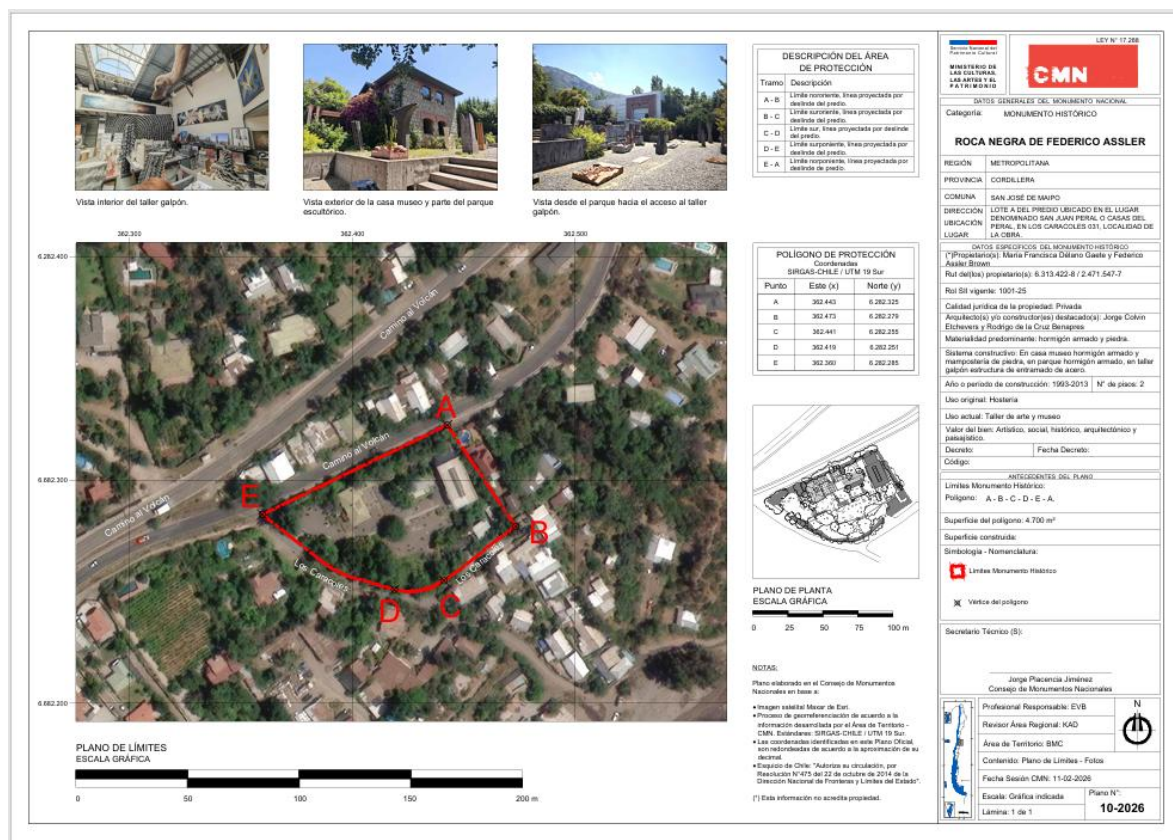 Vista interior del taller galpón.
Vista exterior de la casa museo y parte del parque
escultórico.
Vista desde el parque hacia el acceso al taller
galpón.
362.300
362.400
362.500
6.282.400
6.282.300
6.282.200
Camino al Volcán
Camino al Volcán
Camino al Volcán
Los Caracoles
Los Caracoles
A
B
C
D
E
PLANO DE LÍMITES
ESCALA GRÁFICA
0 50 100 150 200 m
DESCRIPCIÓN DEL ÁREA
DE PROTECCIÓN
Tramo Descripción
A - B Límite nororiente, línea proyectada por
deslinde del predio.
B - C Límite suroriente, línea proyectada por
deslinde del predio.
C - D Límite sur, línea proyectada por deslinde
del predio.
D - E Límite surponiente, línea proyectada por
deslinde del predio.
E - A Límite norponiente, línea proyectada por
deslinde del predio.
POLÍGONO DE PROTECCIÓN
Coordenadas
SIRGAS-CHILE / UTM 19 Sur
Punto Este (x) Norte (y)
A 362.443 6.282.325
B 362.473 6.282.279
C 362.441 6.282.255
D 362.419 6.282.251
E 362.360 6.282.285
PLANO DE PLANTA
ESCALA GRÁFICA
0 25 50 75 100 m
NOTAS:
Plano elaborado en el Consejo de Monumentos
Nacionales en base a:
• Imagen satelital Maxar de Esri.
• Proceso de georreferenciación de acuerdo a la
información desarrollada por el Área de Territorio -
CMN. Estándares: SIRGAS-CHILE / UTM 19 Sur.
• Las coordenadas identificadas en este Plano Oficial,
son redondeadas de acuerdo a la aproximación de su
decimal.
• Esquicio de Chile: "Autoriza su circulación, por
Resolución N°475 del 22 de octubre de 2014 de la
Dirección Nacional de Fronteras y Límites del Estado".
(*) Esta información no acredita propiedad.
Servicio Nacional del
Patrimonio Cultural
MINISTERIO DE
LAS CULTURAS,
LAS ARTES Y EL
PATRIMONIO
LEY N° 17.288
CMN
DATOS GENERALES DEL MONUMENTO NACIONAL
Categoría: MONUMENTO HISTÓRICO
ROCA NEGRA DE FEDERICO ASSLER
REGIÓN METROPOLITANA
PROVINCIA CORDILLERA
COMUNA SAN JOSÉ DE MAIPO
DIRECCIÓN UBICACIÓN LUGAR LOTE A DEL PREDIO UBICADO EN EL LUGAR
DENOMINADO SAN JUAN PERAL O CASAS DEL
PERAL, EN LOS CARACOLES 031, LOCALIDAD DE
LA OBRA.
DATOS ESPECIFICOS DEL MONUMENTO HISTÓRICO
(*)Propietario(s): María Francisca Délano Gaete y Federico
Assler Brown
Rut del(los) propietario(s): 6.313.422-8 / 2.471.547-7
Rol SII vigente: 1001-25
Calidad jurídica de la propiedad: Privada
Arquitecto(s) y/o constructor(es) destacado(s): Jorge Colvin
Etchevers y Rodrigo de la Cruz Benapres
Materialidad predominante: hormigón armado y piedra.
Sistema constructivo: En casa museo hormigón armado y
mampostería de piedra, en parque hormigón armado, en taller
galpón estructura de entramado de acero.
Año o período de construcción: 1993-2013 N° de pisos: 2
Uso original: Hostería
Uso actual: Taller de arte y museo
Valor del bien: Artístico, social, histórico, arquitectónico y
paisajístico.
Decreto: Fecha Decreto:
Código:
ANTECEDENTES DEL PLANO
Límites Monumento Histórico:
Polígono: A - B - C - D - E - A.
Superficie del polígono: 4.700 m²
Superficie construida:
Simbología - Nomenclatura:
Límites Monumento Histórico
Vértice del polígono
Secretario Técnico (S):
Jorge Placencia Jiménez
Consejo de Monumentos Nacionales
Profesional Responsable: EVB
Revisor Área Regional: KAD
Área de Territorio: BMC
N
Contenido: Plano de Límites - Fotos
Fecha Sesión CMN: 11-02-2026
Escala: Gráfica indicada
Lámina: 1 de 1
Plano N°:
10-2026